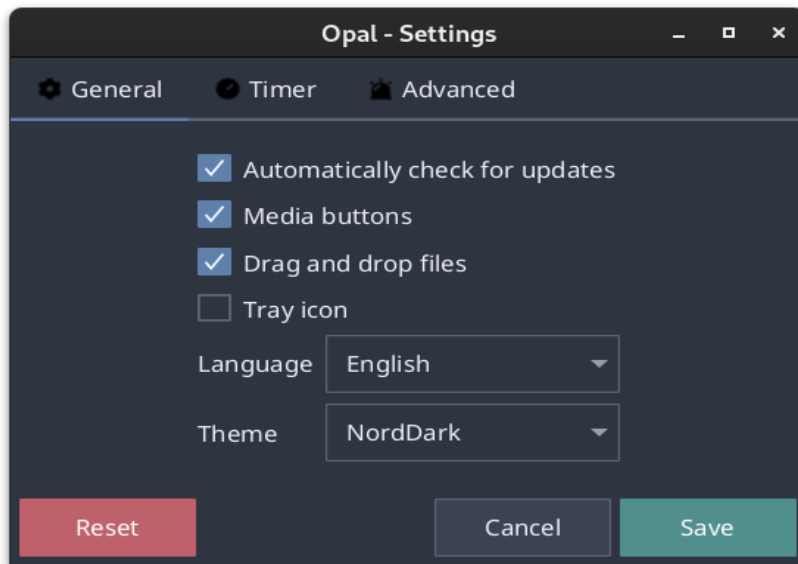 Opal - Settings
General Timer Advanced
Automatically check for updates
Media buttons
Drag and drop files
Tray icon
Language English
Theme NordDark
Reset Cancel Save